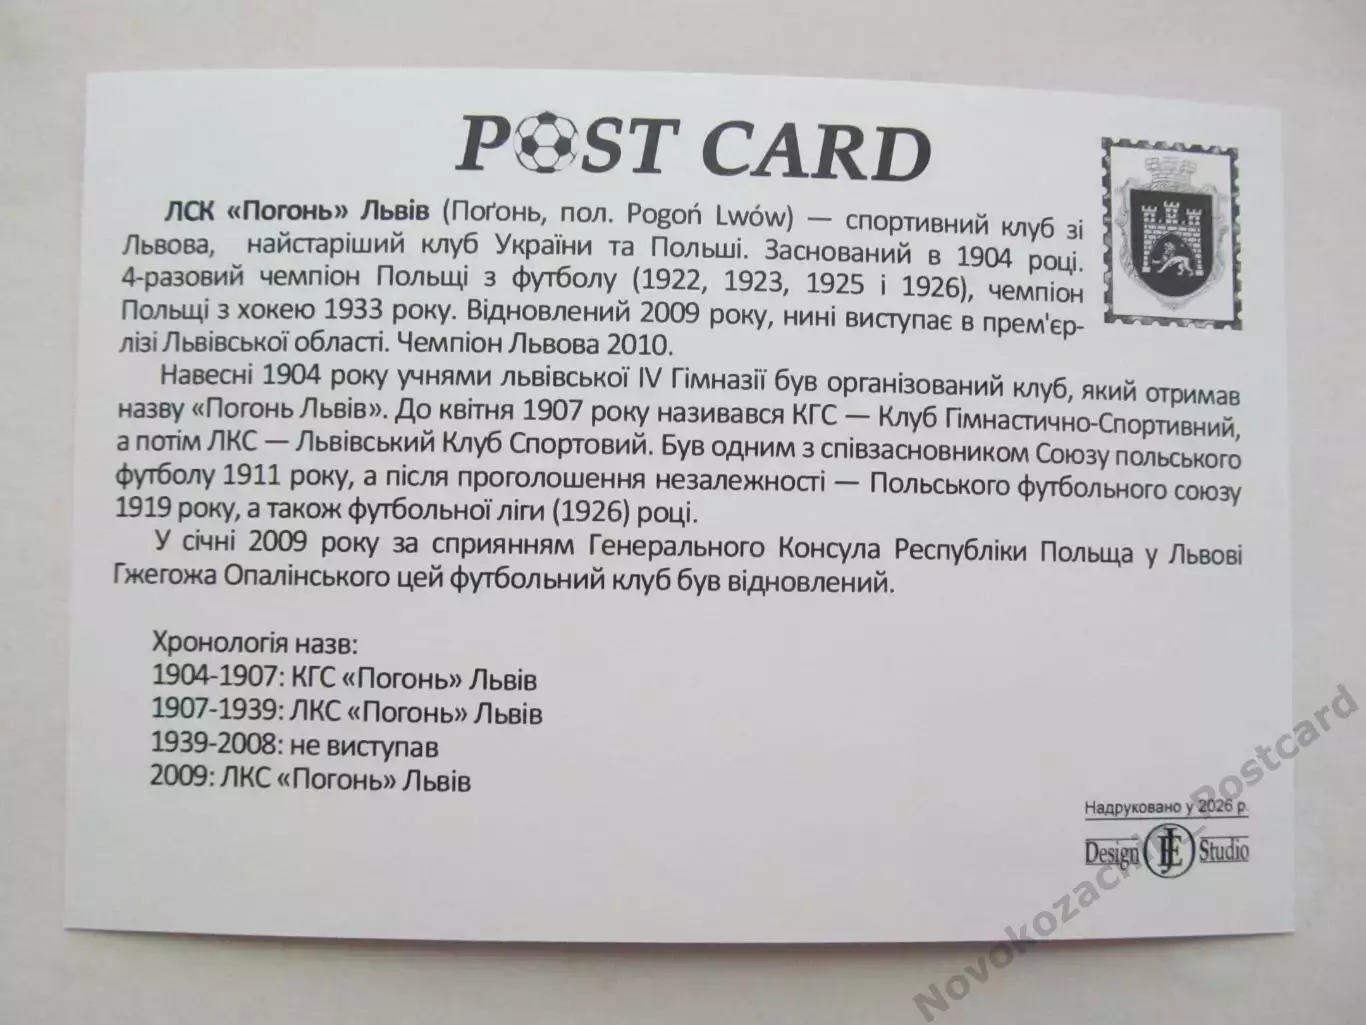 POST CARD
ЛСК «Погонь» Львів (Поґонь, пол. Pogoń Lwów) — спортивний клуб зі
Львова, найстаріший клуб України та Польші. Заснований в 1904 році.
4-разовий чемпіон Польщі з футболу (1922, 1923, 1925 і 1926), чемпіон
Польщі з хокею 1933 року. Відновлений 2009 року, нині виступає в прем'єр-
лізі Львівської області. Чемпіон Львова 2010.
Навесні 1904 року учнями львівської IV Гімназії був організований клуб, який отримав
назву «Погонь Львів». До квітня 1907 року називався КГС — Клуб Гімнастично-Спортивний,
а потім ЛКС — Львівський Клуб Спортовий. Був одним з співзасновником Союзу польського
футболу 1911 року, а після проголошення незалежності — Польського футбольного союзу
1919 року, а також футбольної ліги (1926) році.
У січні 2009 року за сприянням Генерального Консула Республіки Польща у Львові
Гжегожа Опалінського цей футбольний клуб був відновлений.
Хронологія назв:
1904-1907: КГС «Погонь» Львів
1907-1939: ЛКС «Погонь» Львів
1939-2008: не виступав
2009: ЛКС «Погонь» Львів
Надруковано у 2026 р.
Design JE Studio
Novokozachii_Postcard